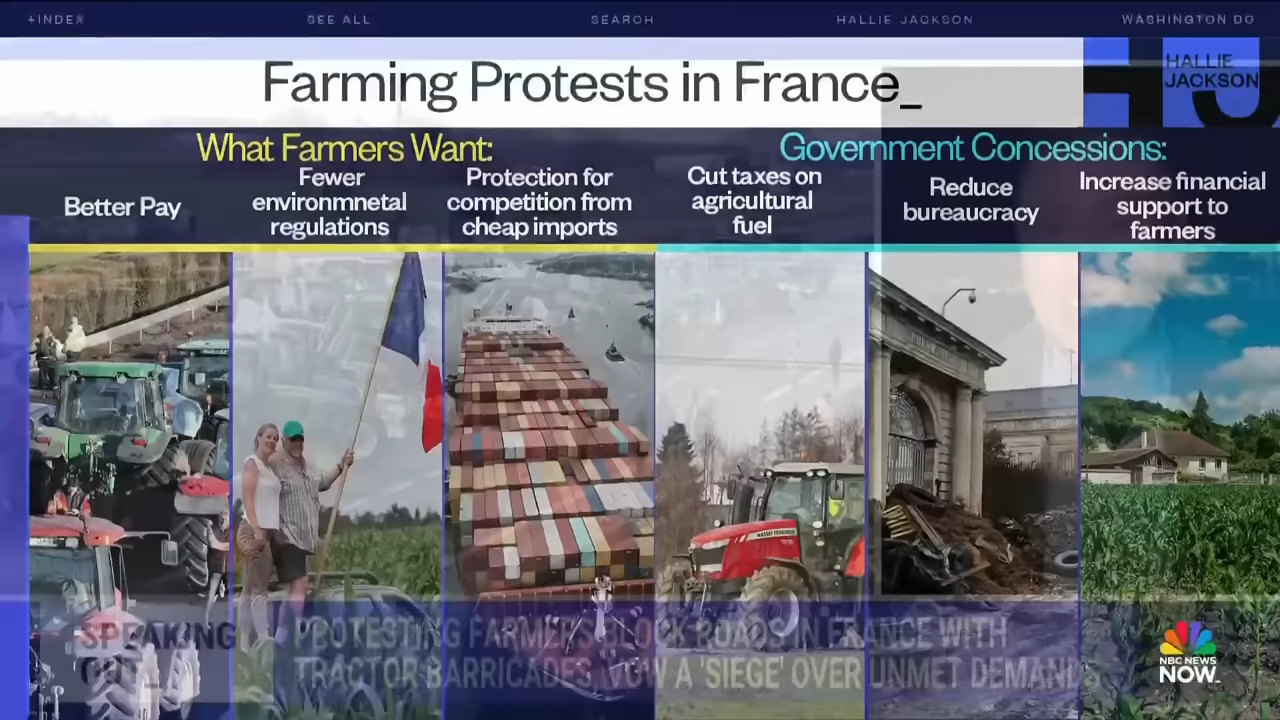 +INDEX SEE ALL SEARCH HALLIE JACKSON WASHINGTON DC
Farming Protests in France_
HALLIE
JACKSON
What Farmers Want:
Government Concessions:
Better Pay
Fewer
environmnetal
regulations
Protection for
competition from
cheap imports
Cut taxes on
agricultural
fuel
Reduce
bureaucracy
Increase financial
support to
farmers
SPEAKING
OUT
PROTESTING FARMERS BLOCK ROADS IN FRANCE WITH
TRACTOR BARRICADES, VOW A 'SIEGE' OVER UNMET DEMANDS
NBC NEWS
NOW